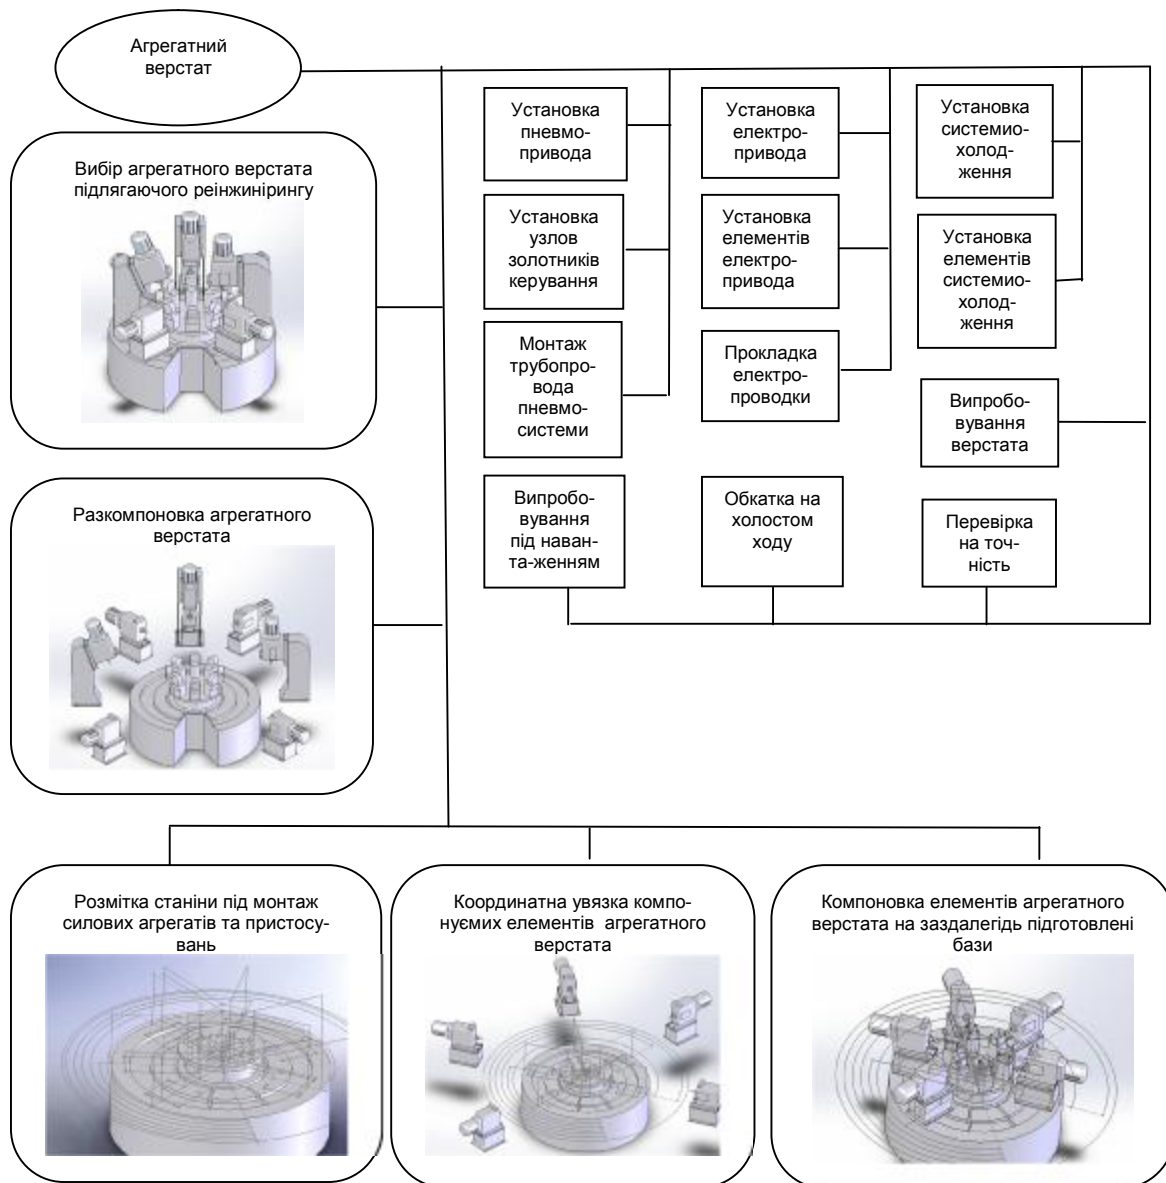 Агрегатний
верстат
Вибір агрегатного верстата
підлягаючого реінжинірингу
Разкомпоновка агрегатного
верстата
Установка
пневмо-
привода
Установка
узлов
золотників
керування
Монтаж
трубопро-
вода
пневмо-
системи
Випробо-
вування
під наван-
та-женням
Установка
електро-
привода
Установка
елементів
електро-
привода
Прокладка
електро-
проводки
Обкатка на
холостом
ходу
Установка
системио-
холод-
ження
Установка
елементів
системио-
холод-
ження
Випробо-
вування
верстата
Перевірка
на точ-
ність
Розмітка станіни під монтаж
силових агрегатів та пристосу-
вань
Координатна увязка компо-
нуємих елементів агрегатного
верстата
Компоновка елементів агрегатного
верстата на заздалегідь підготовлені
бази